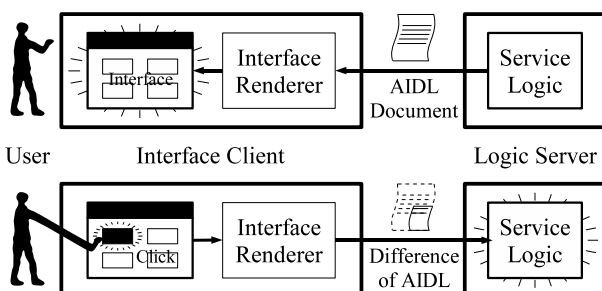 Interface
Interface
Renderer
AIDL
Document
Service
Logic
User
Interface Client
Logic Server
Click
Interface
Renderer
Difference
of AIDL
Service
Logic